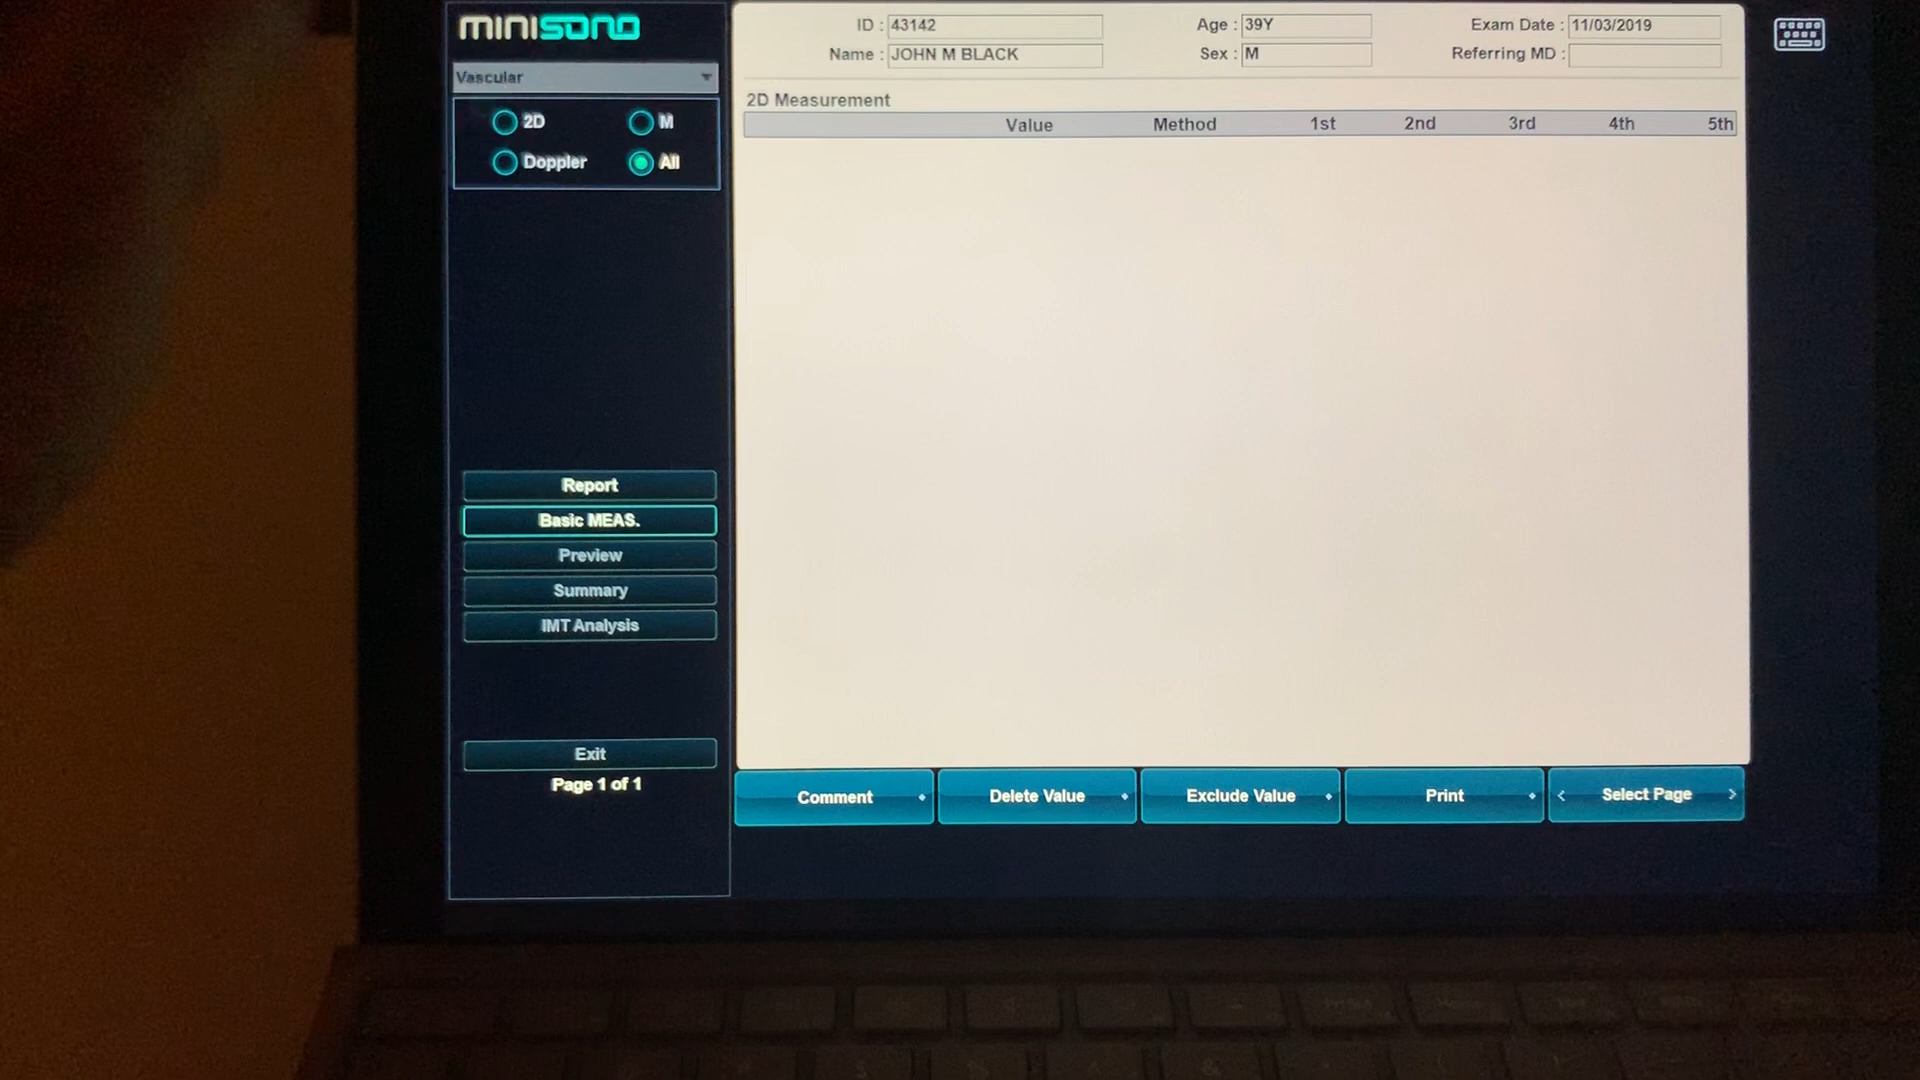 minisono
ID : 43142
Age : 39Y
Exam Date : 11/03/2019
Name : JOHN M BLACK
Sex : M
Referring MD :
Vascular
2D
M
Doppler
All
2D Measurement
Value Method 1st 2nd 3rd 4th 5th
Report
Basic MEAS.
Preview
Summary
IMT Analysis
Exit
Page 1 of 1
Comment
Delete Value
Exclude Value
Print
< Select Page >